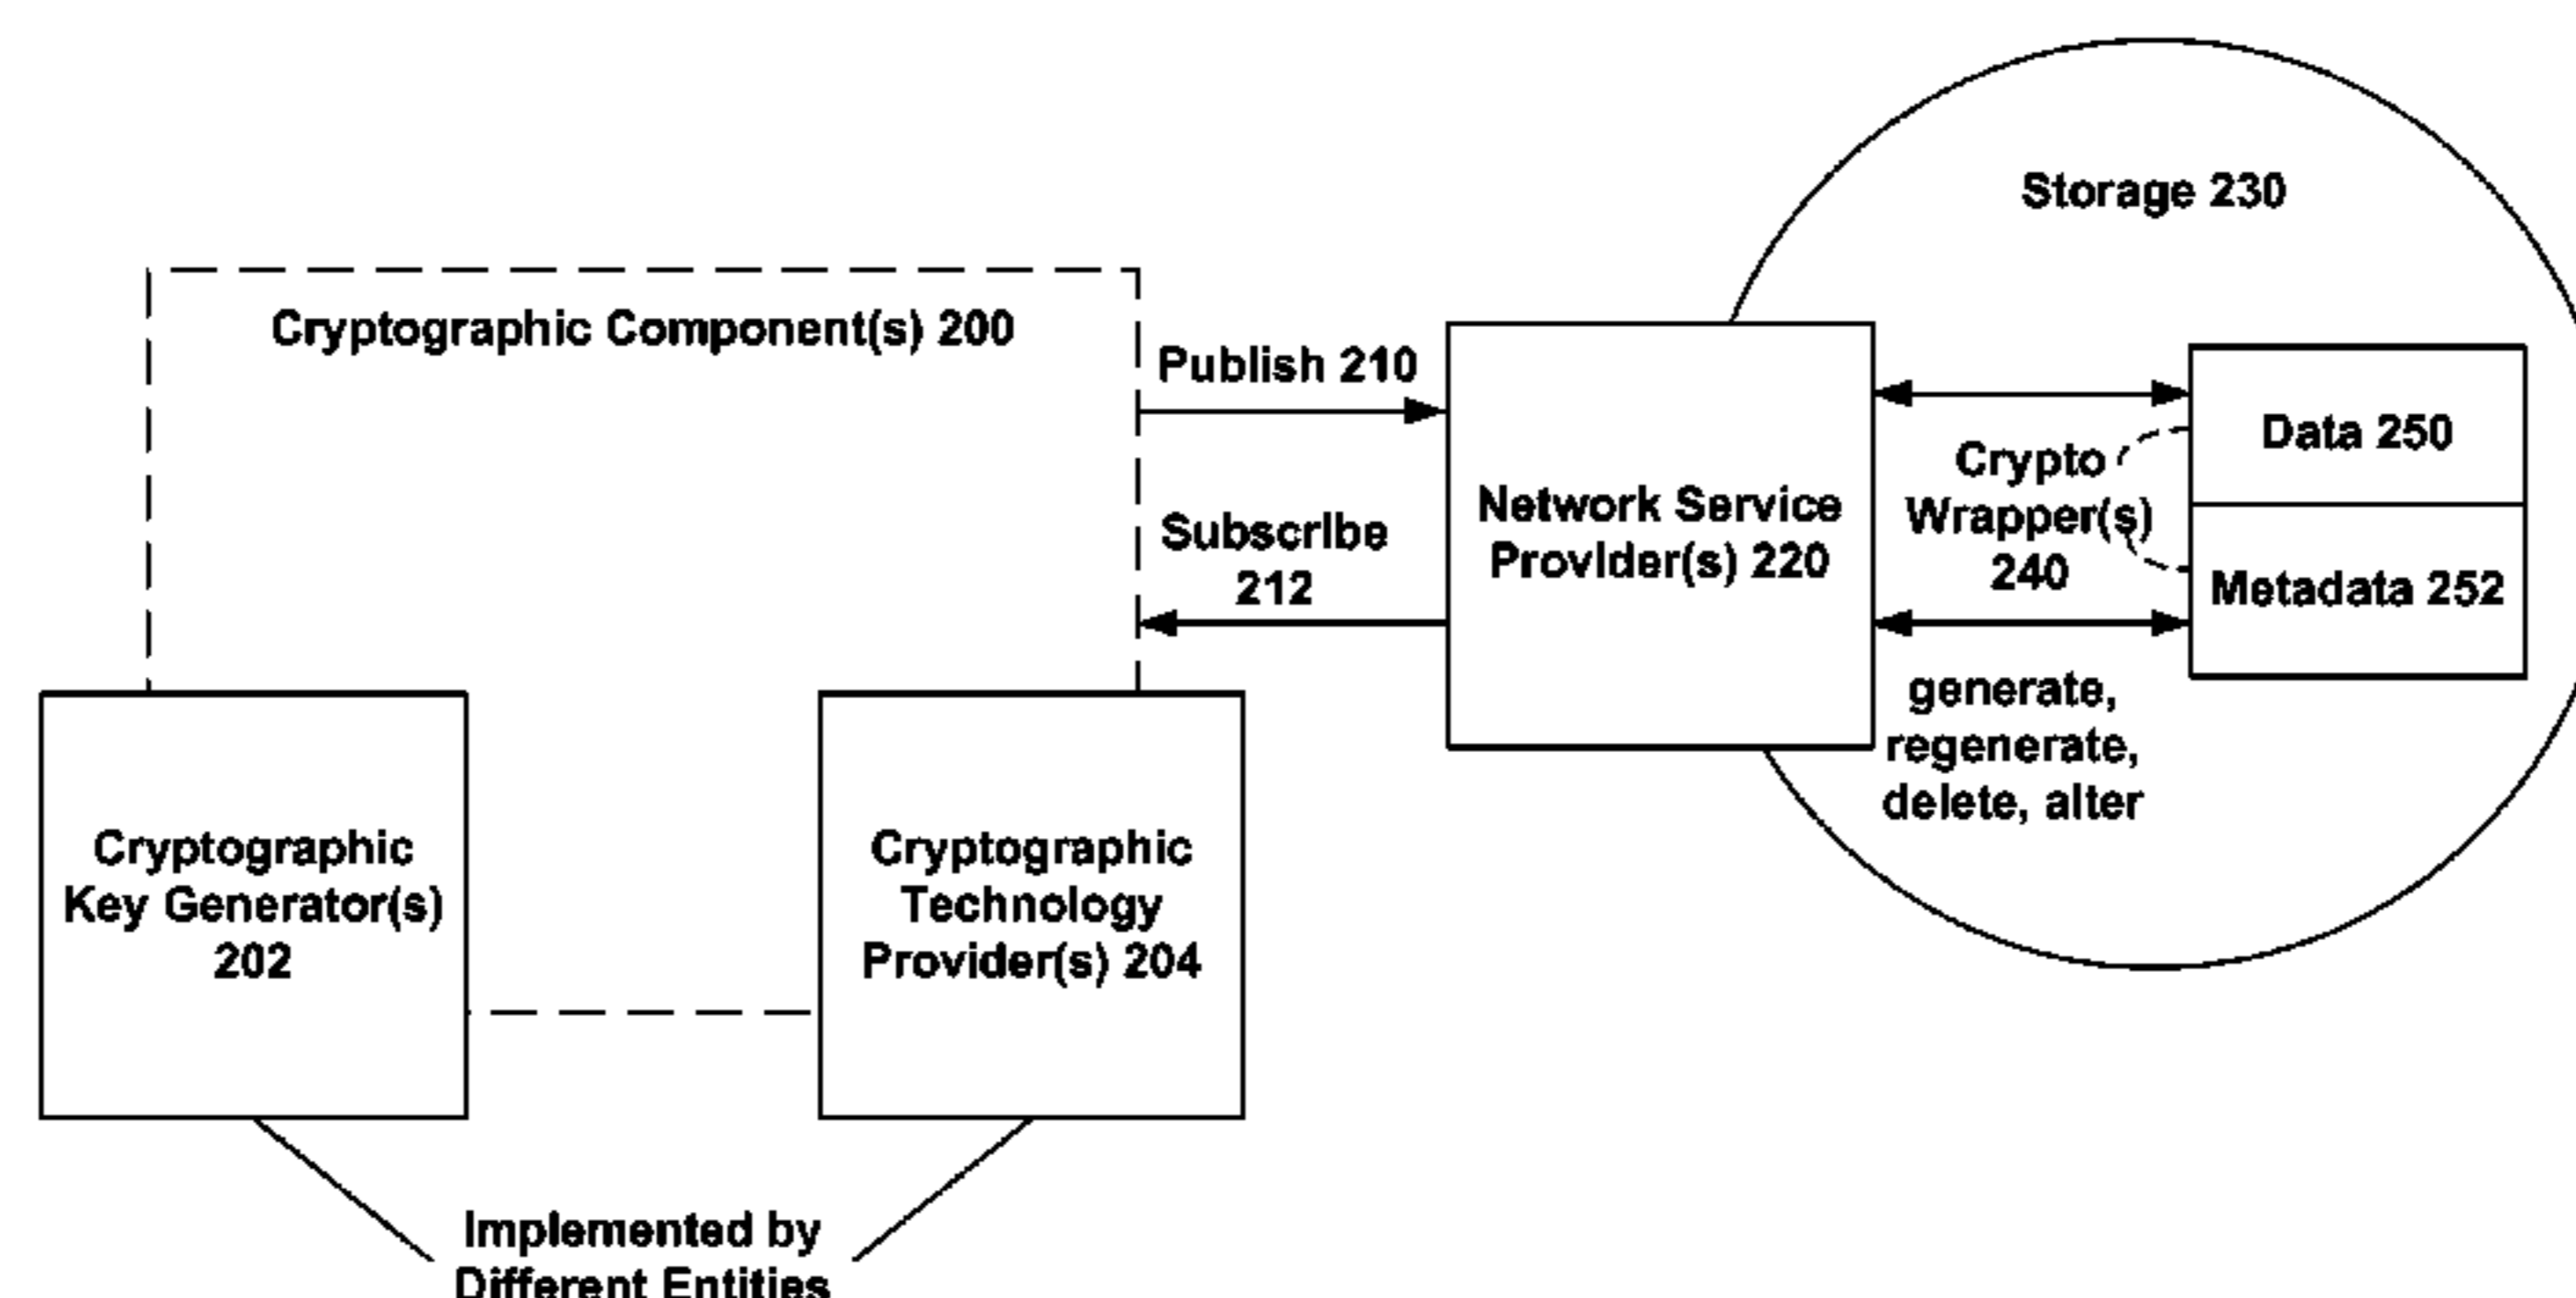 Storage 230
Cryptographic Component(s) 200
Publish 210
Subscribe
212
Network Service
Provider(s) 220
Crypto
Wrapper(s)
240
Data 250
Metadata 252
generate,
regenerate,
delete, alter
Cryptographic
Key Generator(s)
202
Cryptographic
Technology
Provider(s) 204
Implemented by
Different Entities